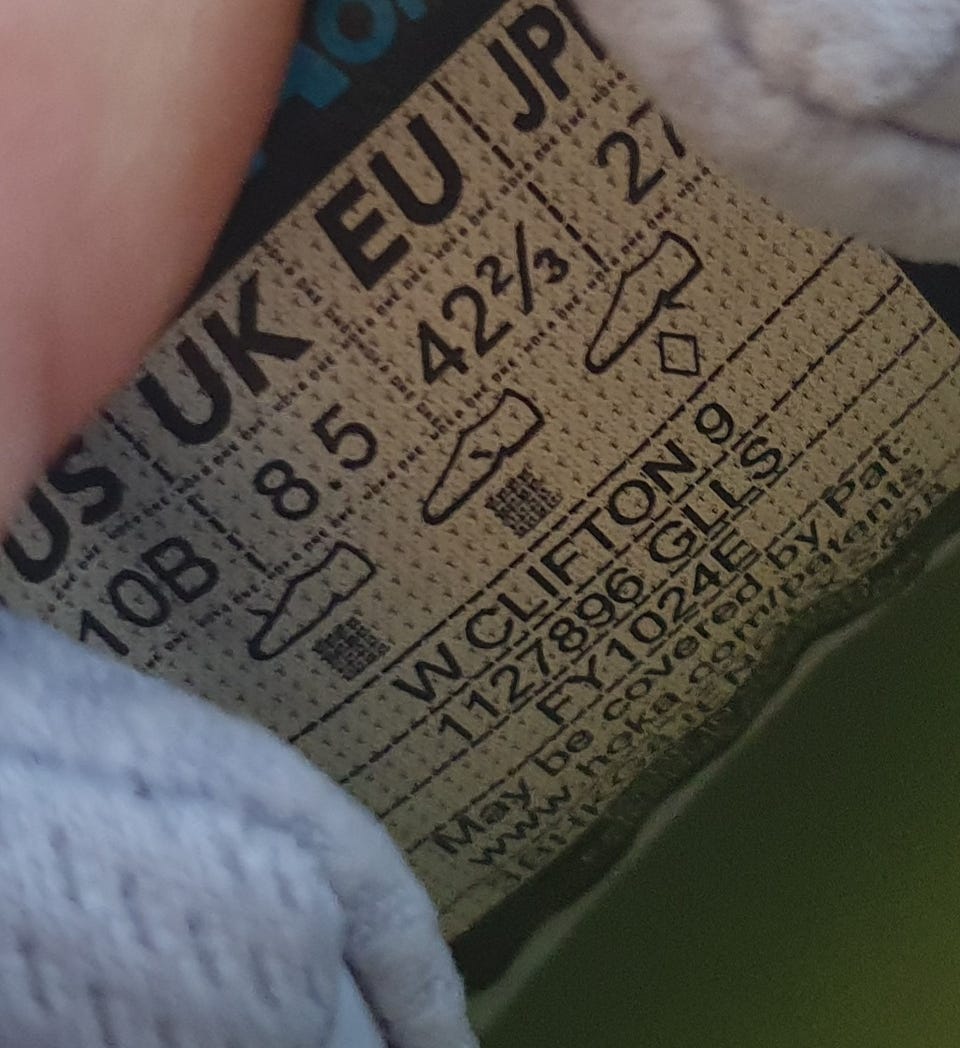 US UK EU JP
10B 8.5 42⅔ 27
W CLIFTON 9
1127896 GLLS
FY1024E
May be covered by Pat.
www.hoka.com/patents